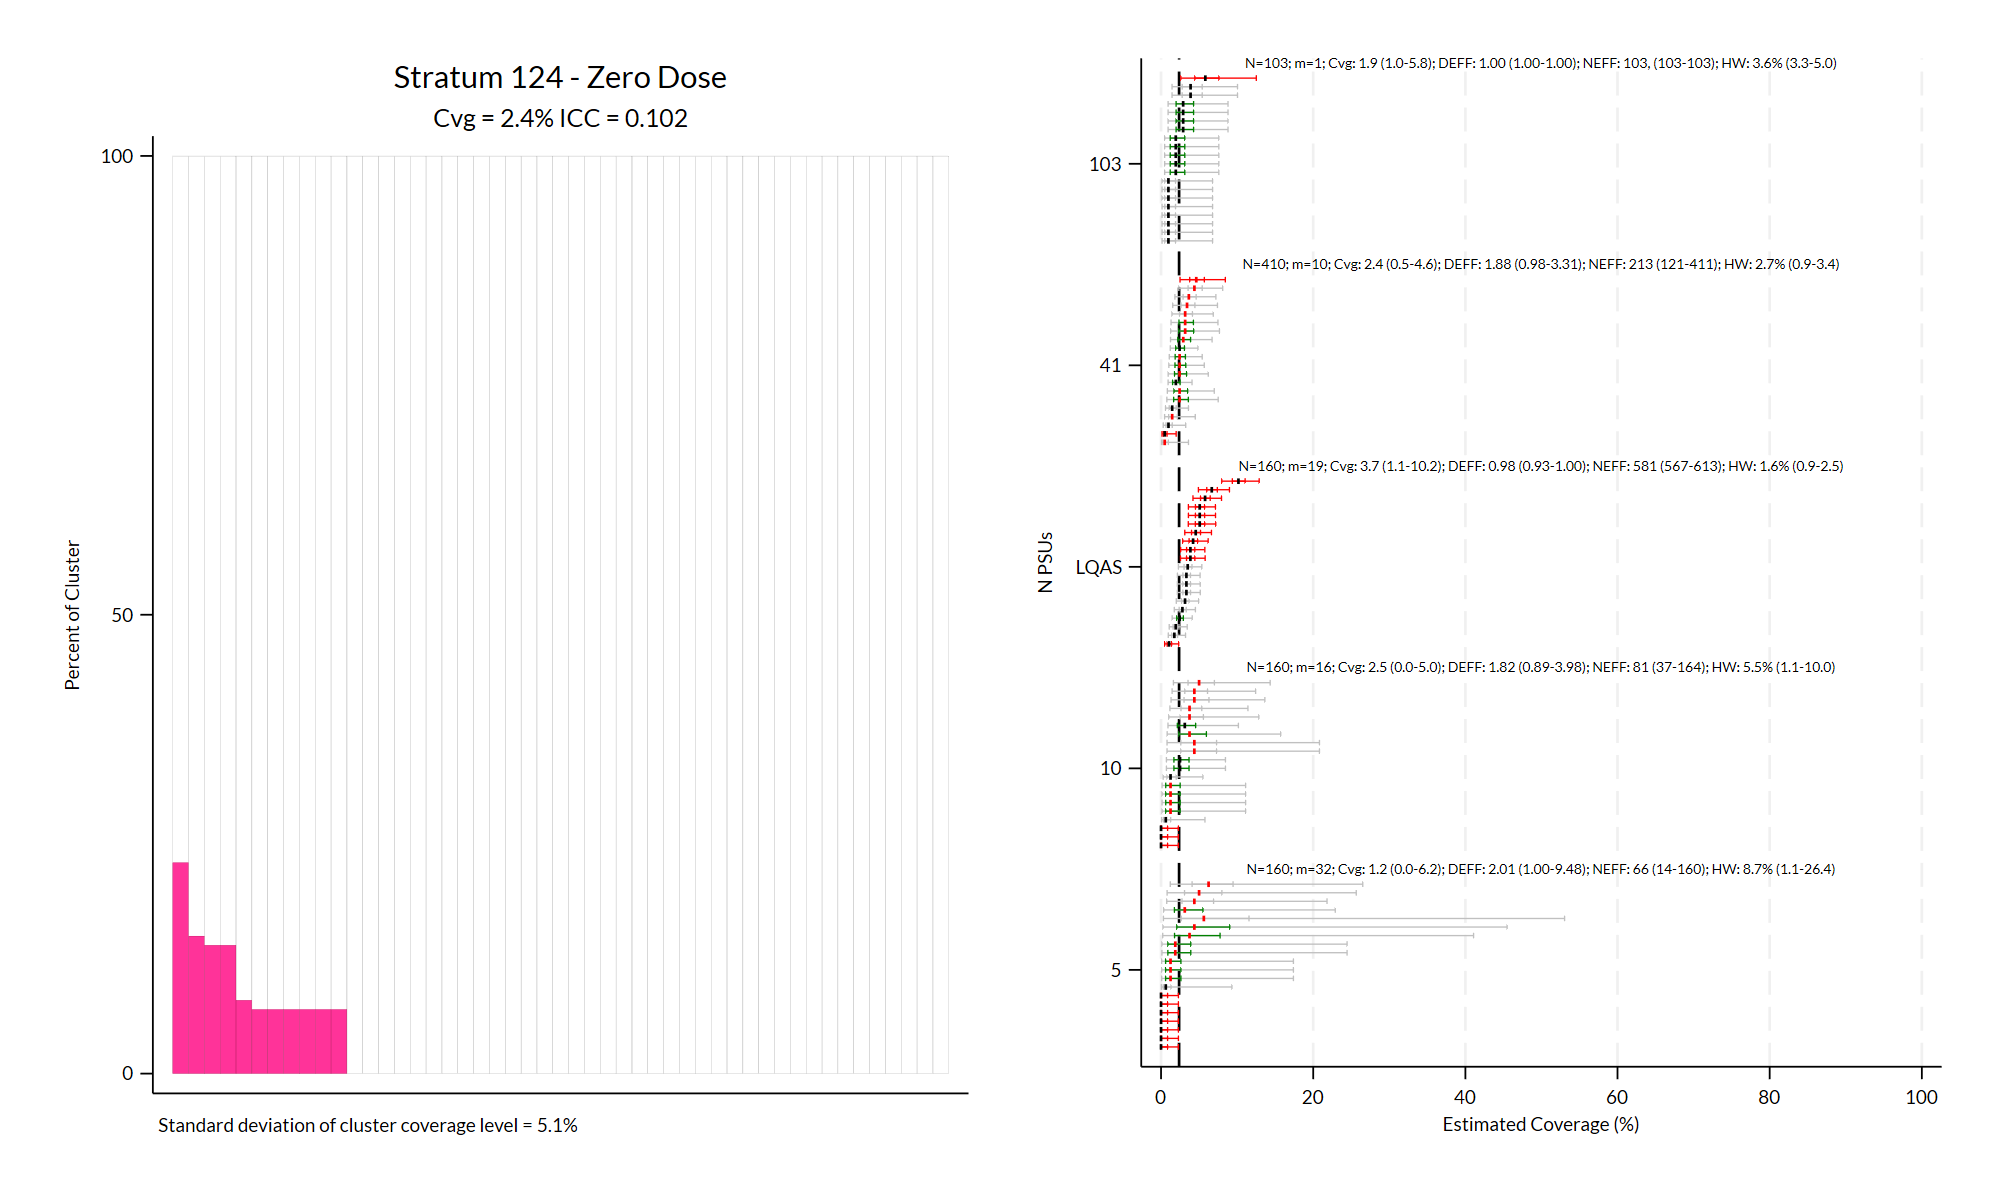 Stratum 124 - Zero Dose
Cvg = 2.4% ICC = 0.102
100
50
0
Percent of Cluster
Standard deviation of cluster coverage level = 5.1%
N=103; m=1; Cvg: 1.9 (1.0-5.8); DEFF: 1.00 (1.00-1.00); NEFF: 103, (103-103); HW: 3.6% (3.3-5.0)
103
N=410; m=10; Cvg: 2.4 (0.5-4.6); DEFF: 1.88 (0.98-3.31); NEFF: 213 (121-411); HW: 2.7% (0.9-3.4)
41
N=160; m=19; Cvg: 3.7 (1.1-10.2); DEFF: 0.98 (0.93-1.00); NEFF: 581 (567-613); HW: 1.6% (0.9-2.5)
LQAS
N PSUs
N=160; m=16; Cvg: 2.5 (0.0-5.0); DEFF: 1.82 (0.89-3.98); NEFF: 81 (37-164); HW: 5.5% (1.1-10.0)
10
N=160; m=32; Cvg: 1.2 (0.0-6.2); DEFF: 2.01 (1.00-9.48); NEFF: 66 (14-160); HW: 8.7% (1.1-26.4)
5
0 20 40 60 80 100
Estimated Coverage (%)